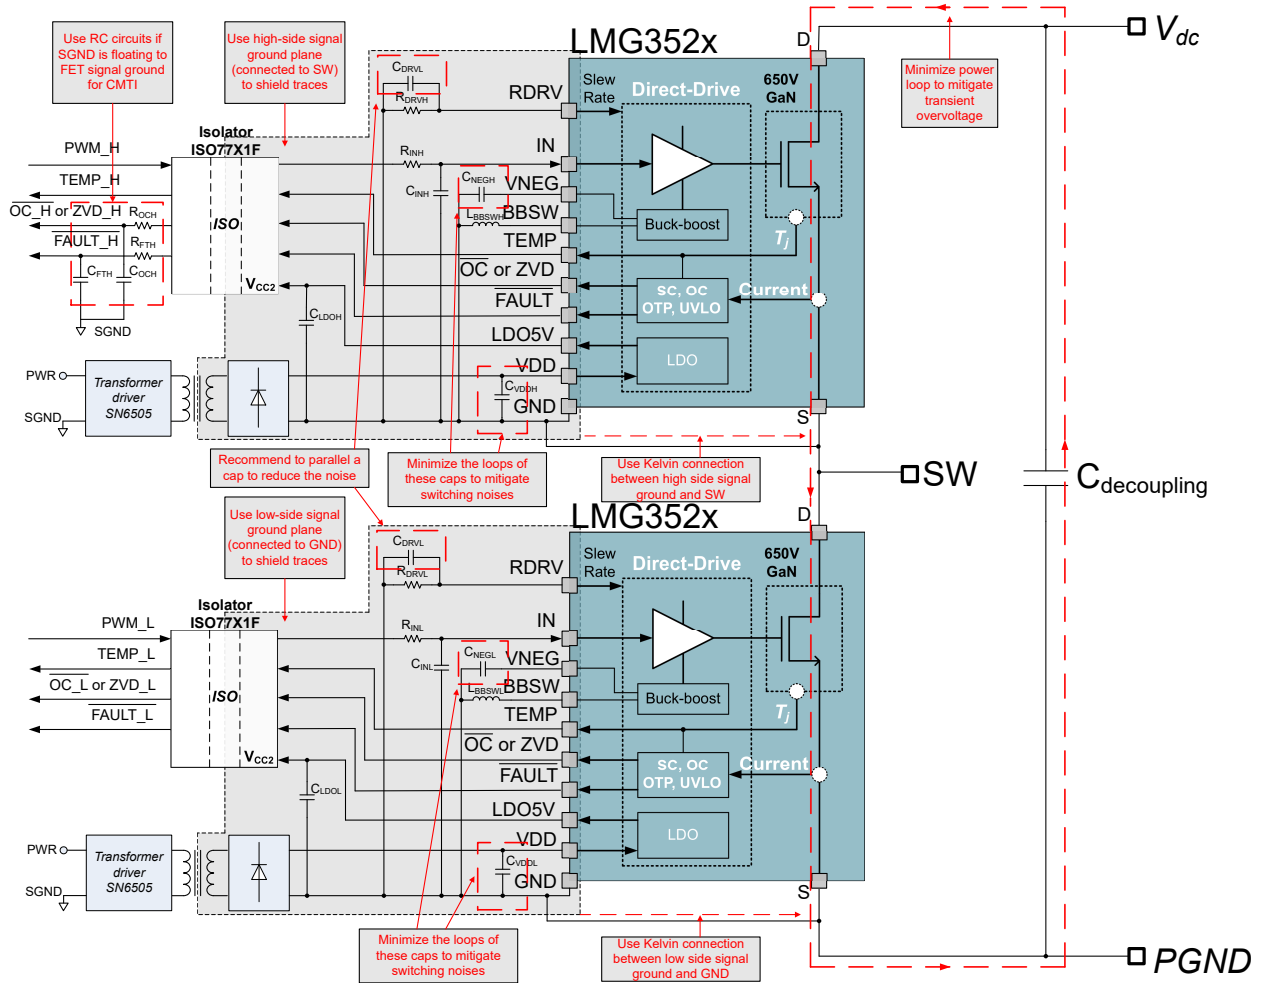 Use RC circuits if
SGND is floating to
FET signal ground
for CMTI
Use high-side signal
ground plane
(connected to SW)
to shield traces
LMG352x
D
V_dc
Minimize power
loop to mitigate
transient
overvoltage
C_DRVL
R_DRVH
RDRV
Slew
Rate
Direct-Drive
650V
GaN
Isolator
ISO77X1F
PWM_H
TEMP_H
OC_H or ZVD_H
FAULT_H
R_OCH
R_FTH
C_FTH
C_OCH
SGND
ISO
V_CC2
R_INH
C_INH
IN
C_NEGH
VNEG
L_BBSWH
BBSW
Buck-boost
T_j
TEMP
OC or ZVD
SC, OC
OTP, UVLO
Current
FAULT
C_LDOH
LDO5V
LDO
VDD
C_VDDH
GND
S
PWR
SGND
Transformer
driver
SN6505
Recommend to parallel a
cap to reduce the noise
Minimize the loops of
these caps to mitigate
switching noises
Use Kelvin connection
between high side signal
ground and SW
SW
C_decoupling
Use low-side signal
ground plane
(connected to GND)
to shield traces
LMG352x
D
C_DRVL
R_DRVL
RDRV
Slew
Rate
Direct-Drive
650V
GaN
Isolator
ISO77X1F
PWM_L
TEMP_L
OC_L or ZVD_L
FAULT_L
ISO
V_CC2
R_INL
C_INL
IN
C_NEGL
VNEG
L_BBSWL
BBSW
Buck-boost
T_j
TEMP
OC or ZVD
SC, OC
OTP, UVLO
Current
FAULT
C_LDOL
LDO5V
LDO
VDD
C_VDDL
GND
S
PWR
SGND
Transformer
driver
SN6505
Minimize the loops of
these caps to mitigate
switching noises
Use Kelvin connection
between low side signal
ground and GND
PGND